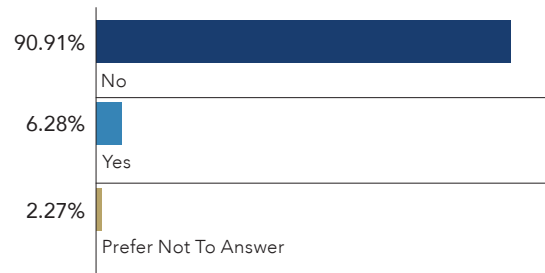 90.91%
No
6.28%
Yes
2.27%
Prefer Not To Answer